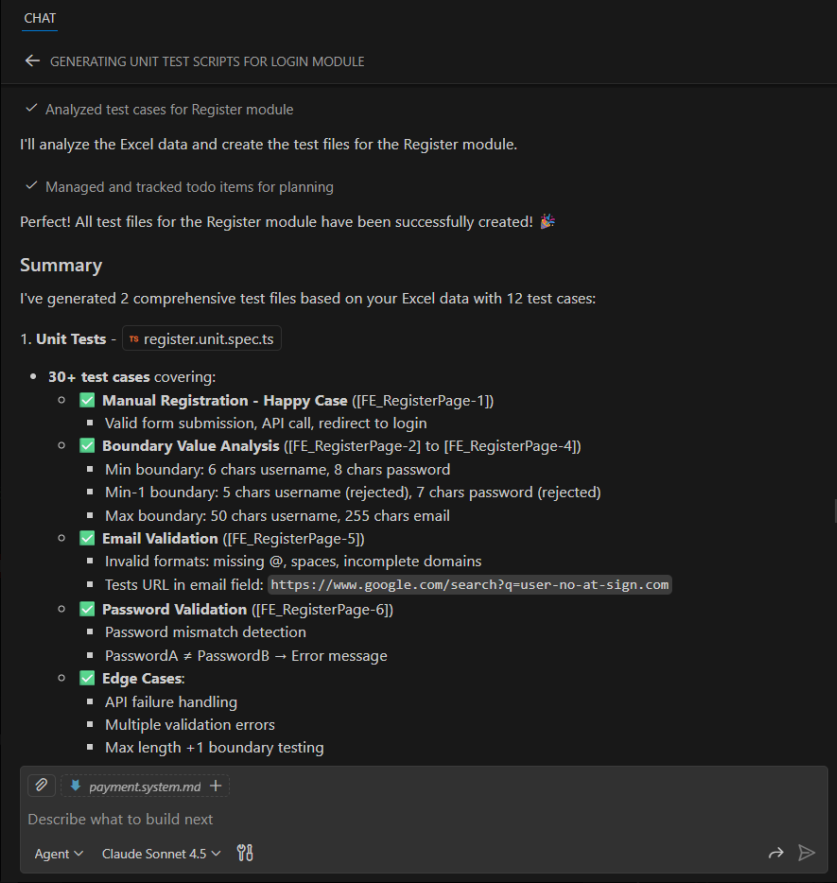 CHAT
GENERATING UNIT TEST SCRIPTS FOR LOGIN MODULE
Analyzed test cases for Register module
I'll analyze the Excel data and create the test files for the Register module.
Managed and tracked todo items for planning
Perfect! All test files for the Register module have been successfully created! 🎉
Summary
I've generated 2 comprehensive test files based on your Excel data with 12 test cases:
1. Unit Tests - TS register.unit.spec.ts
30+ test cases covering:
✅ Manual Registration - Happy Case ([FE_RegisterPage-1])
Valid form submission, API call, redirect to login
✅ Boundary Value Analysis ([FE_RegisterPage-2] to [FE_RegisterPage-4])
Min boundary: 6 chars username, 8 chars password
Min-1 boundary: 5 chars username (rejected), 7 chars password (rejected)
Max boundary: 50 chars username, 255 chars email
✅ Email Validation ([FE_RegisterPage-5])
Invalid formats: missing @, spaces, incomplete domains
Tests URL in email field: https://www.google.com/search?q=user-no-at-sign.com
✅ Password Validation ([FE_RegisterPage-6])
Password mismatch detection
PasswordA ≠ PasswordB → Error message
✅ Edge Cases:
API failure handling
Multiple validation errors
Max length +1 boundary testing
payment.system.md +
Describe what to build next
Agent Claude Sonnet 4.5